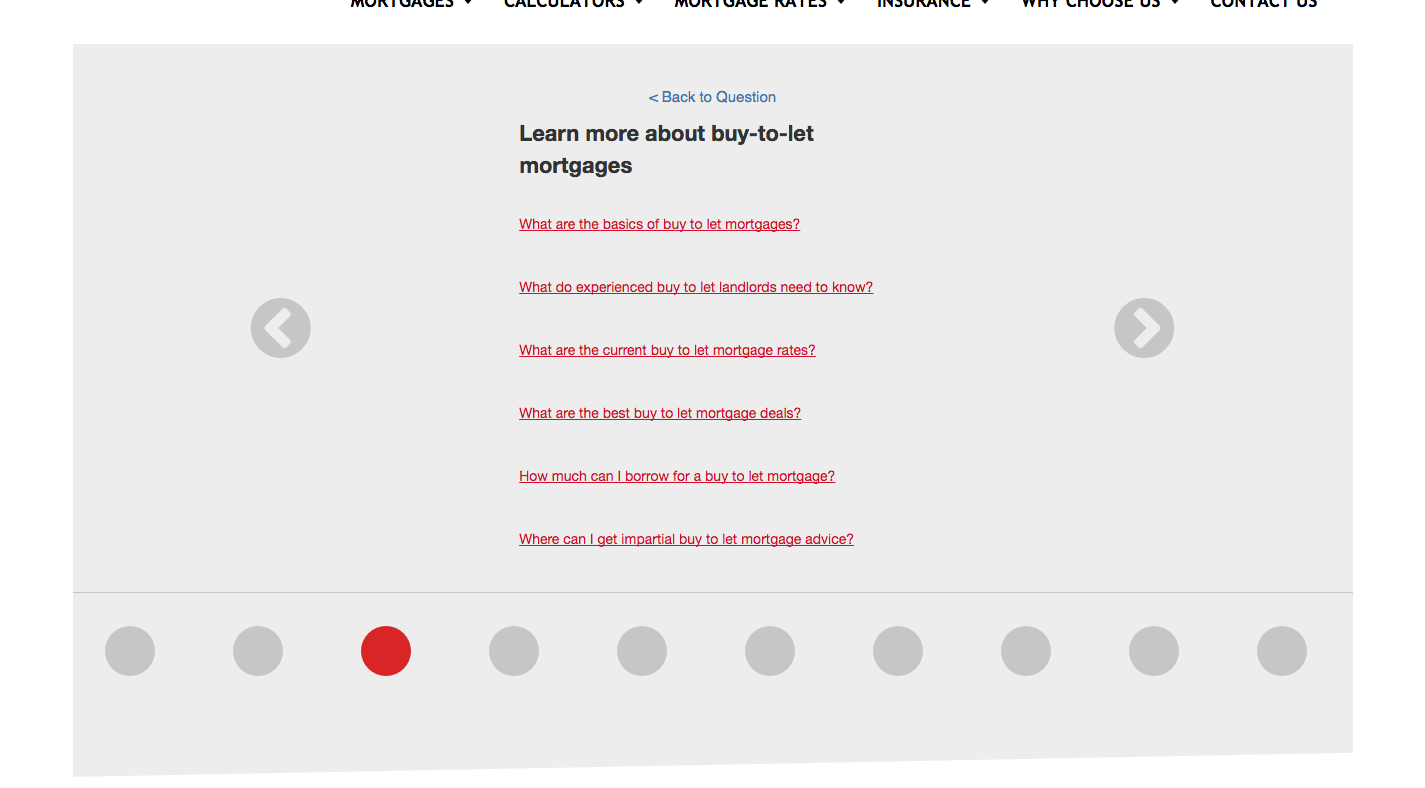 MORTGAGES CALCULATORS MORTGAGE RATES INSURANCE WHY CHOOSE US CONTACT US
< Back to Question
Learn more about buy-to-let
mortgages
What are the basics of buy to let mortgages?
What do experienced buy to let landlords need to know?
What are the current buy to let mortgage rates?
What are the best buy to let mortgage deals?
How much can I borrow for a buy to let mortgage?
Where can I get impartial buy to let mortgage advice?